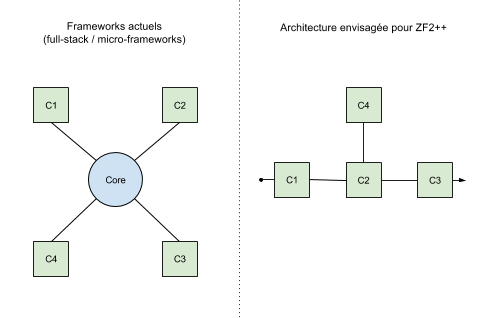 Frameworks actuels
(full-stack / micro-frameworks)
C1
C2
Core
C4
C3
Architecture envisagée pour ZF2++
C4
C1
C2
C3